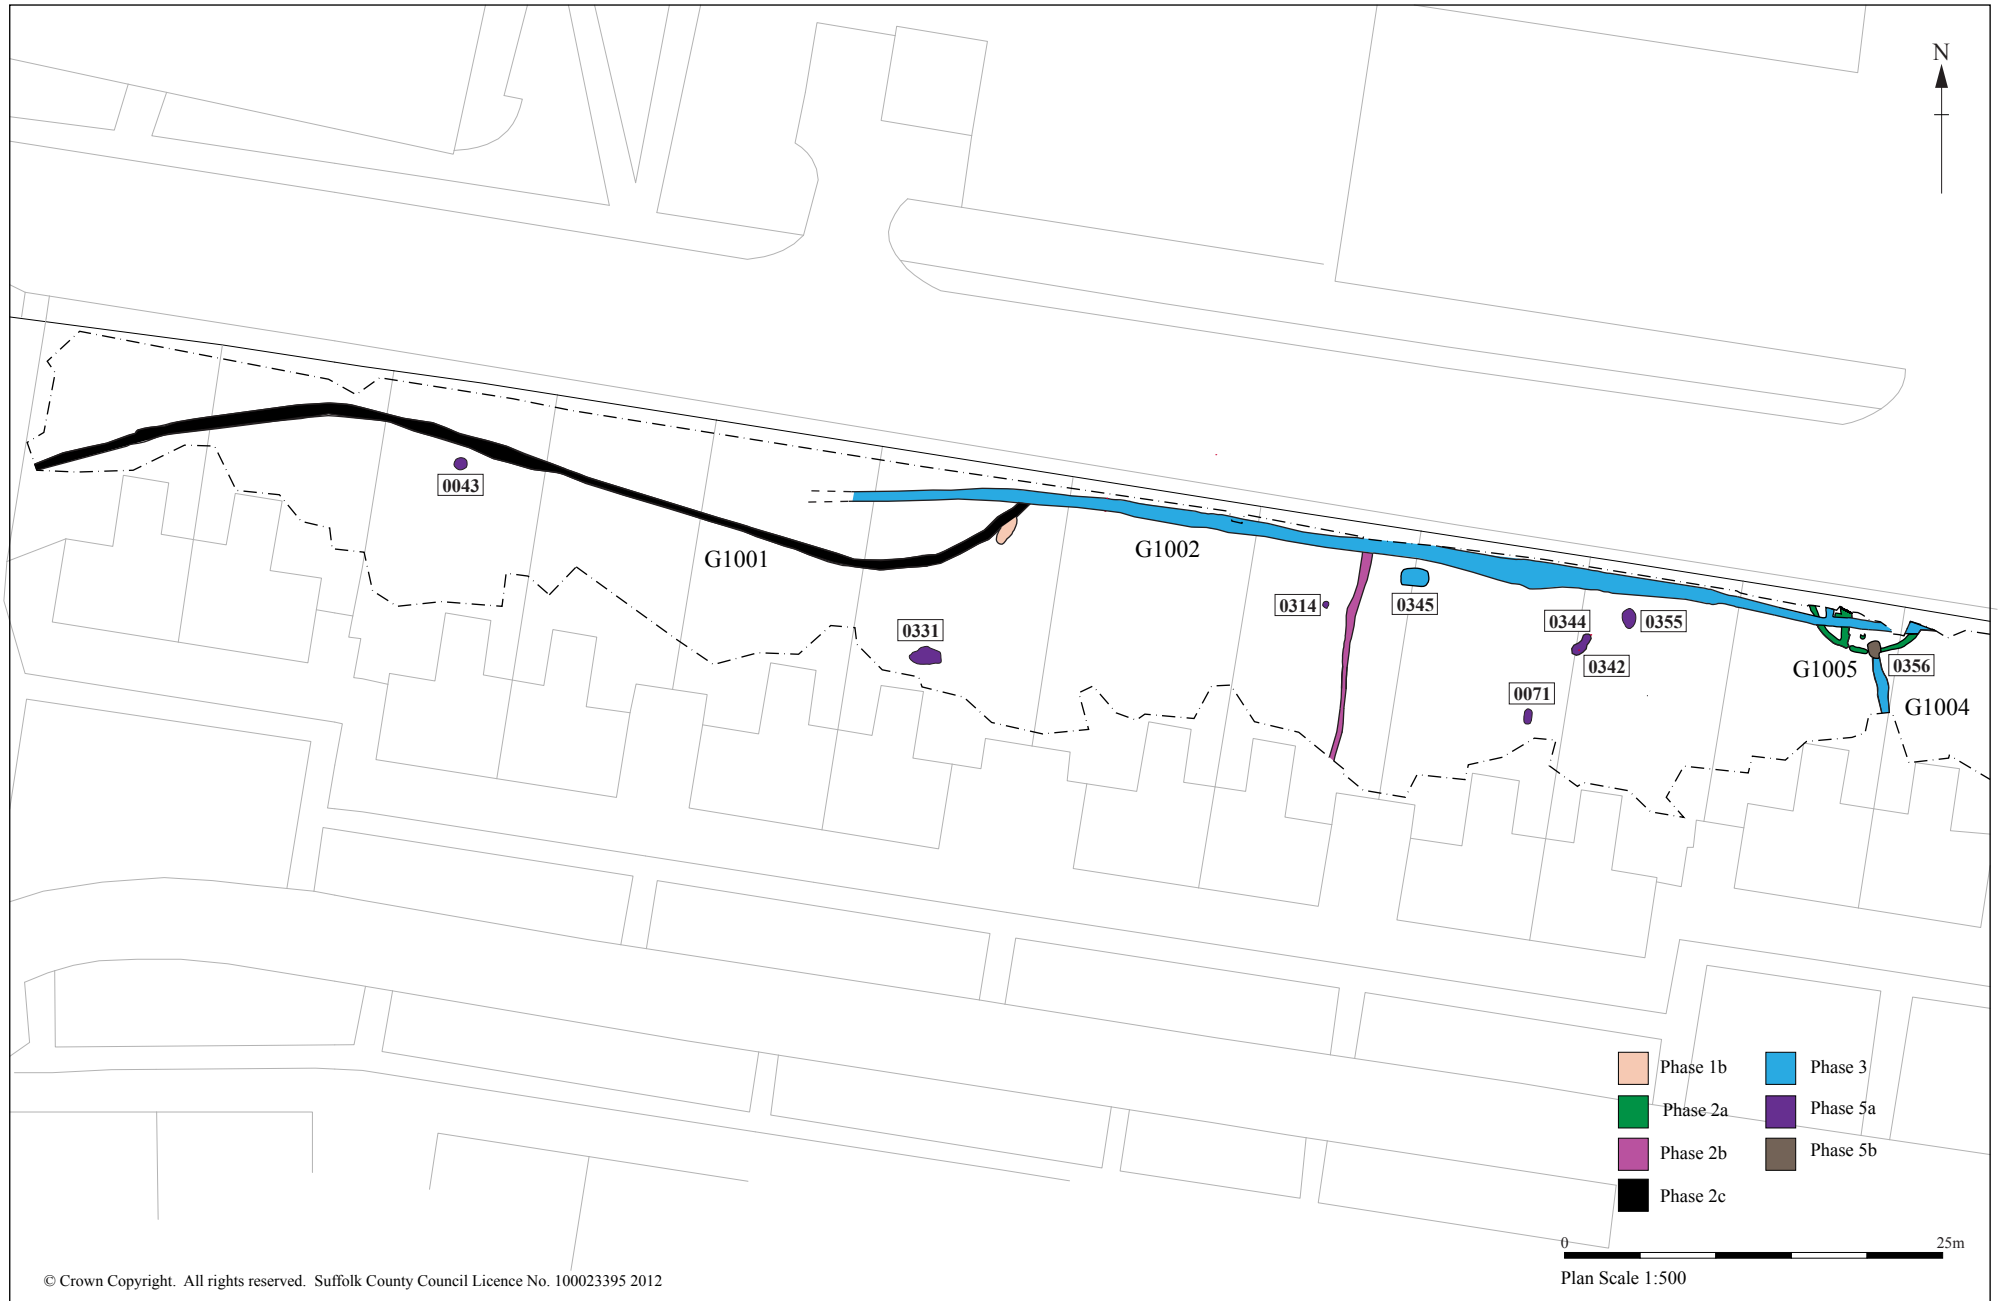 N
0043
G1001
G1002
0331
0314
0345
0344
0355
0342
0071
G1005
0356
G1004
Phase 1b
Phase 3
Phase 2a
Phase 5a
Phase 2b
Phase 5b
Phase 2c
0
25m
Plan Scale 1:500
© Crown Copyright. All rights reserved. Suffolk County Council Licence No. 100023395 2012